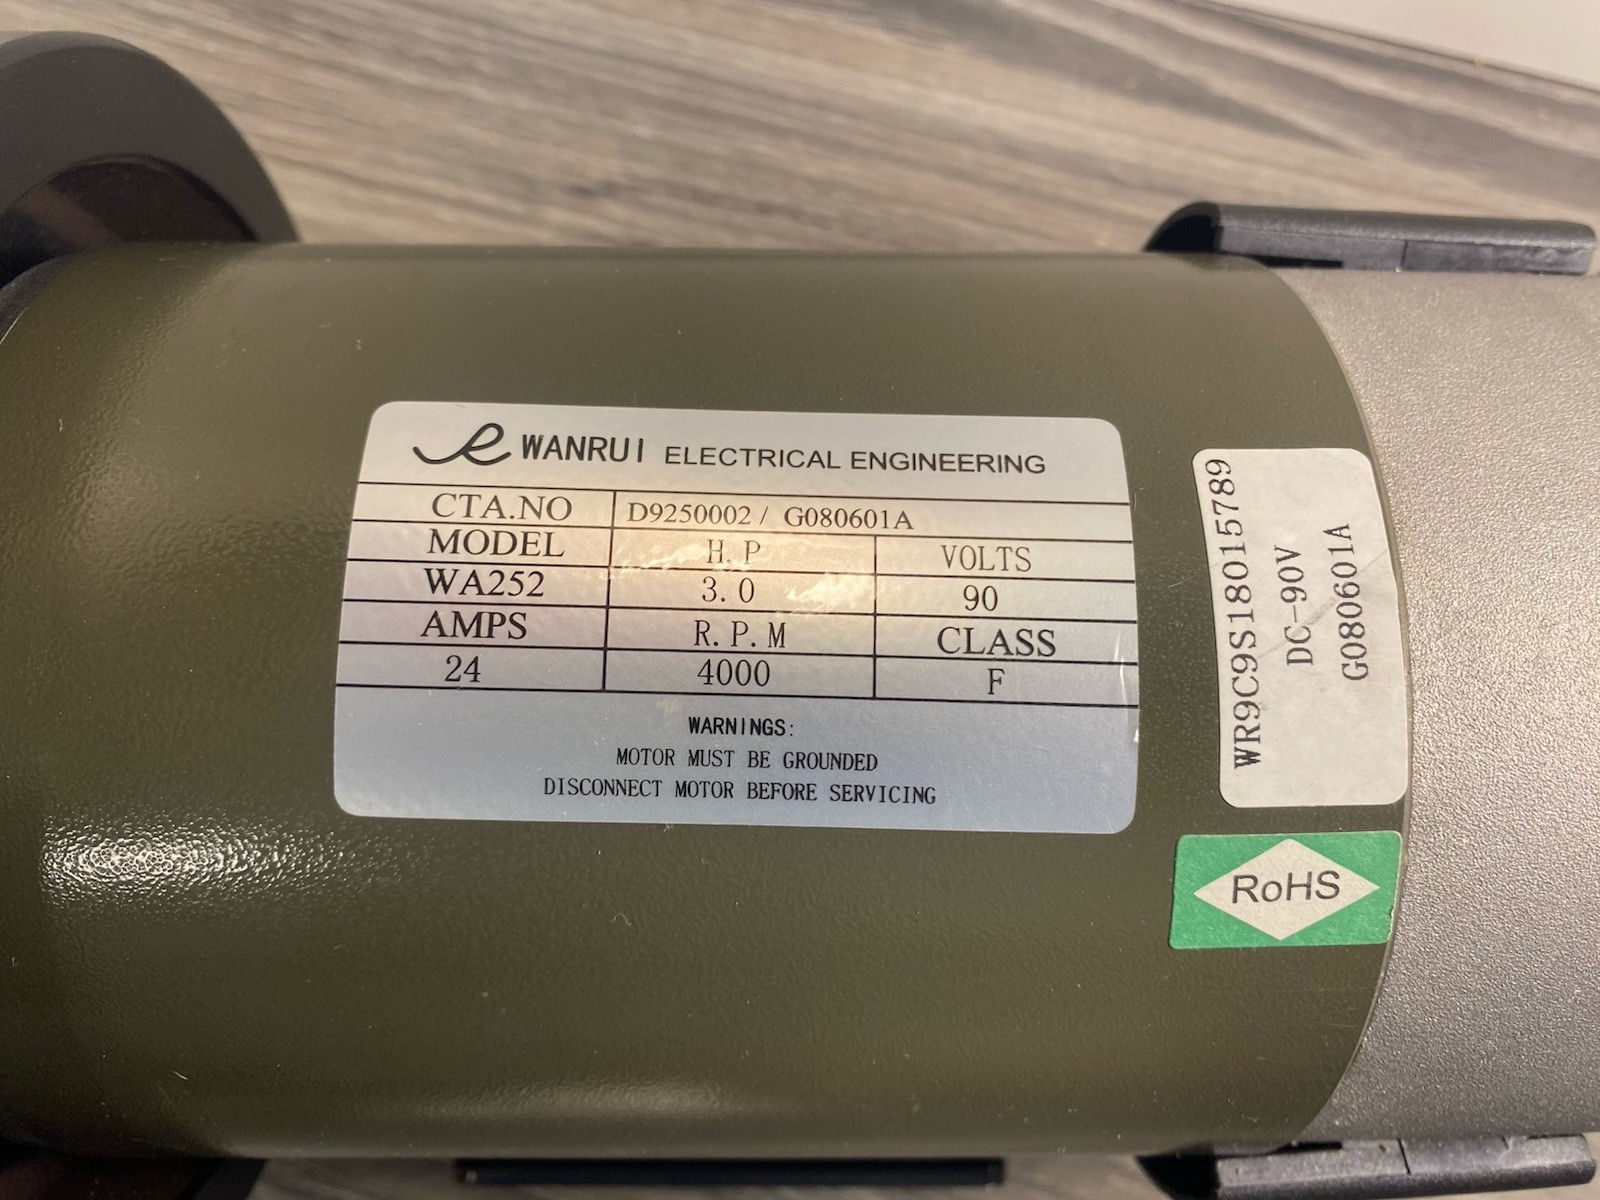 WANRUI ELECTRICAL ENGINEERING
CTA.NO D9250002 / G080601A
MODEL H.P VOLTS
WA252 3.0 90
AMPS R.P.M CLASS
24 4000 F
WARNINGS:
MOTOR MUST BE GROUNDED
DISCONNECT MOTOR BEFORE SERVICING
WR9C9S18015789
DC-90V
G080601A
RoHS